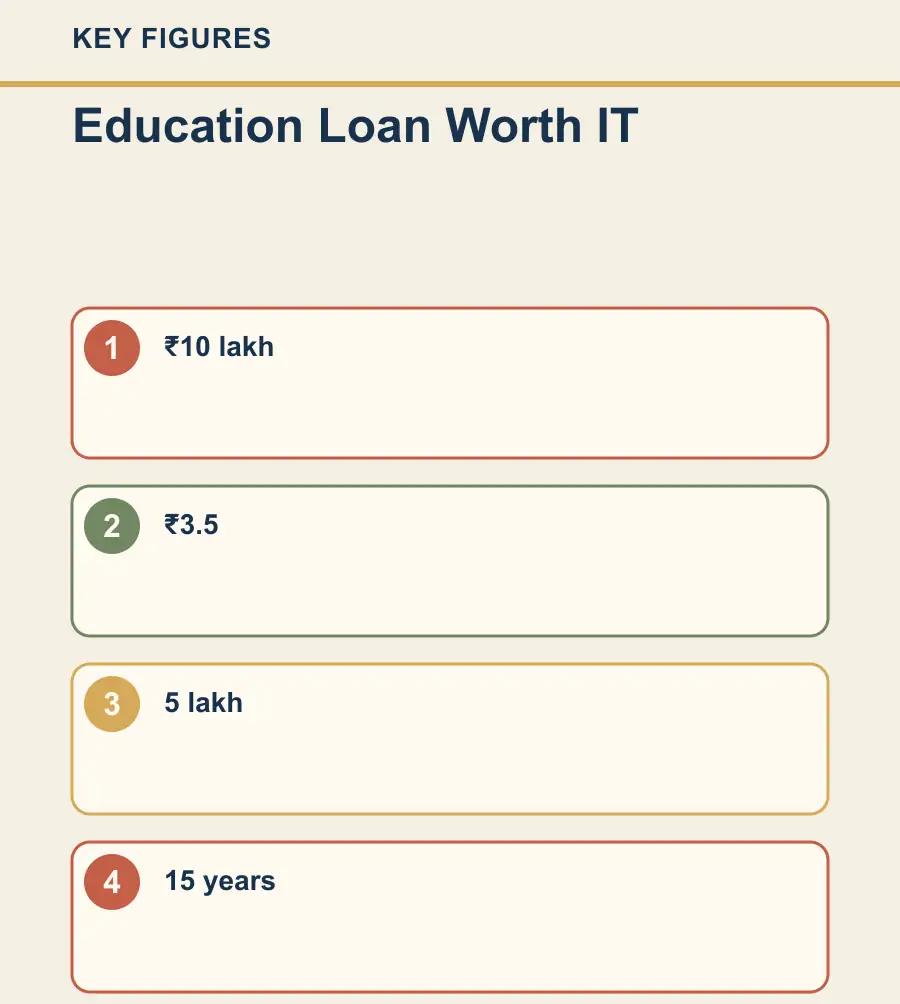 KEY FIGURES
Education Loan Worth IT
1 ₹10 lakh
2 ₹3.5
3 5 lakh
4 15 years